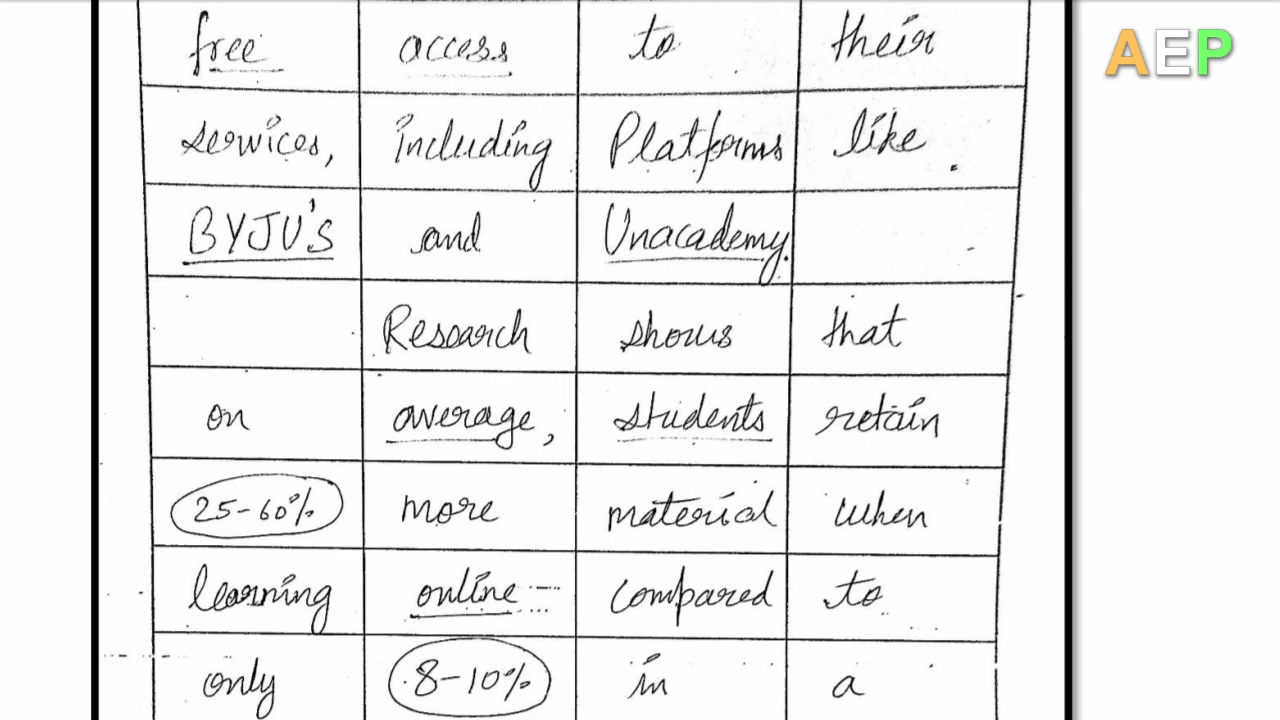 AEP
free access to their
services, including Platforms like
BYJU's and Unacademy.
Research shows that
on average, students retain
25-60% more material when
learning online compared to
only 8-10% in a